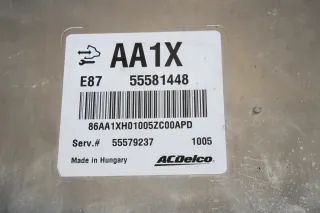 AA1X
E87 55581448
86AA1XH01005ZC00APD
Serv.# 55579237 1005
Made in Hungary ACDelco